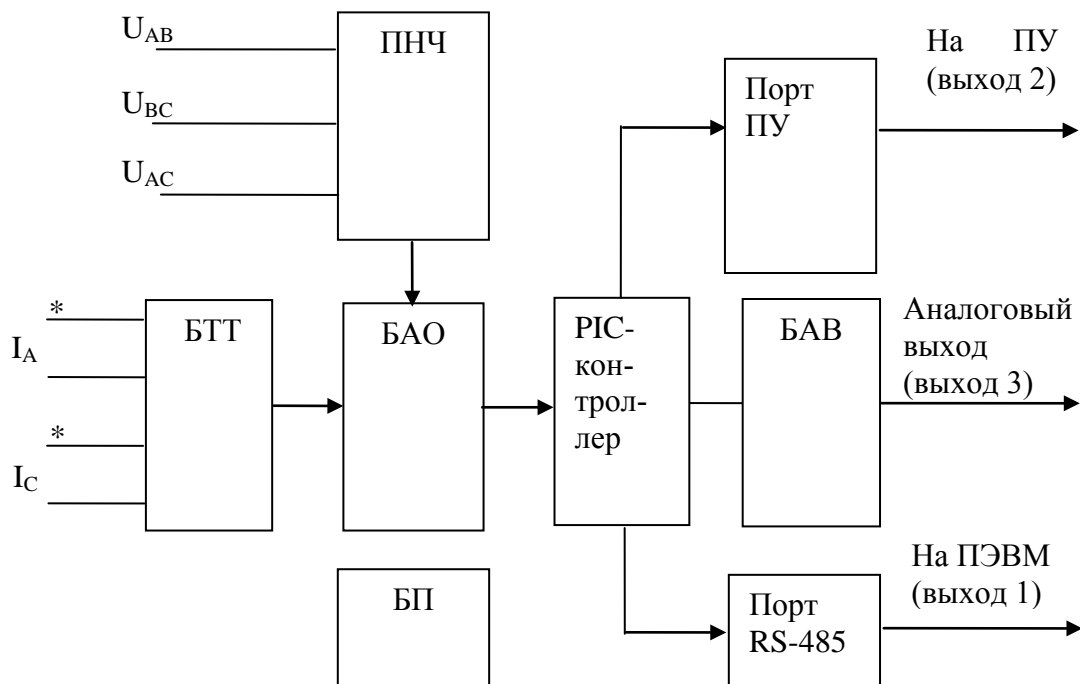 U_AB
U_BC
U_AC
ПНЧ
Порт
ПУ
На ПУ
(выход 2)
*
I_A
*
I_C
БТТ
БАО
PIC-
кон-
трол-
лер
БАВ
Аналоговый
выход
(выход 3)
БП
Порт
RS-485
На ПЭВМ
(выход 1)